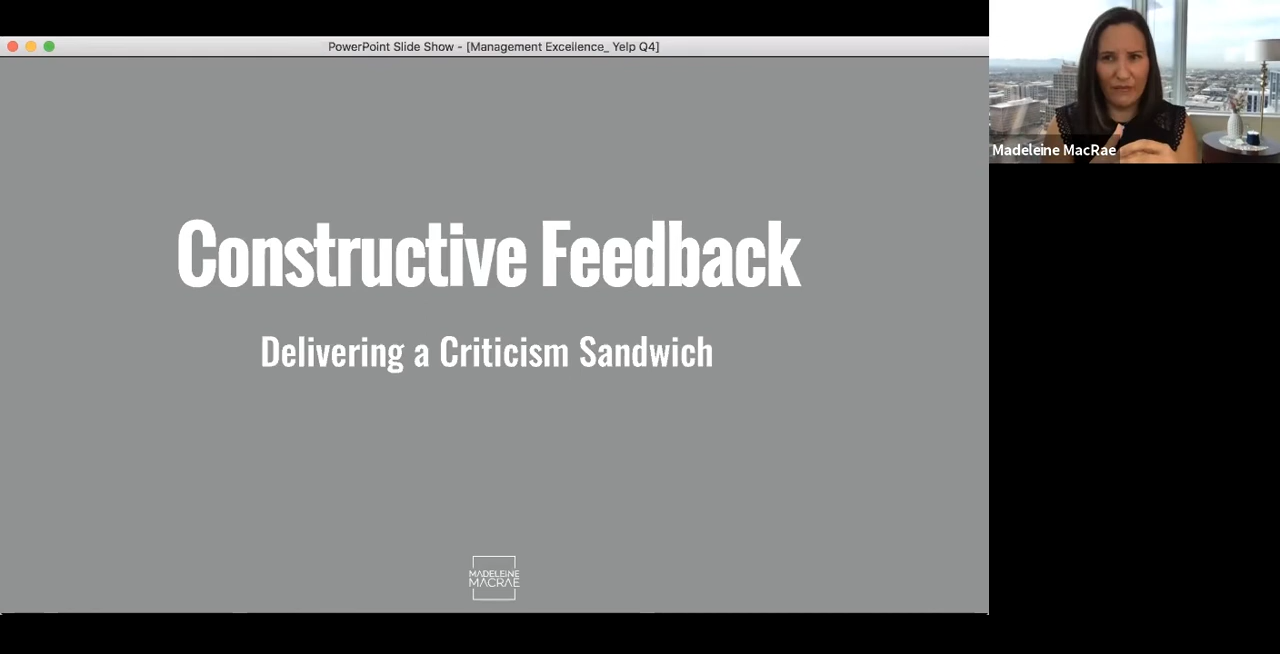 PowerPoint Slide Show - [Management Excellence_ Yelp Q4]
Madeleine MacRae
Constructive Feedback
Delivering a Criticism Sandwich
MADELEINE
MACRAE